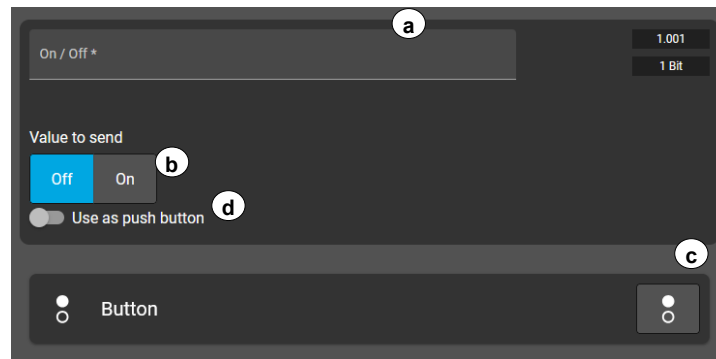 a
On / Off *
1.001
1 Bit
Value to send
Off
On
b
Use as push button
d
c
Button